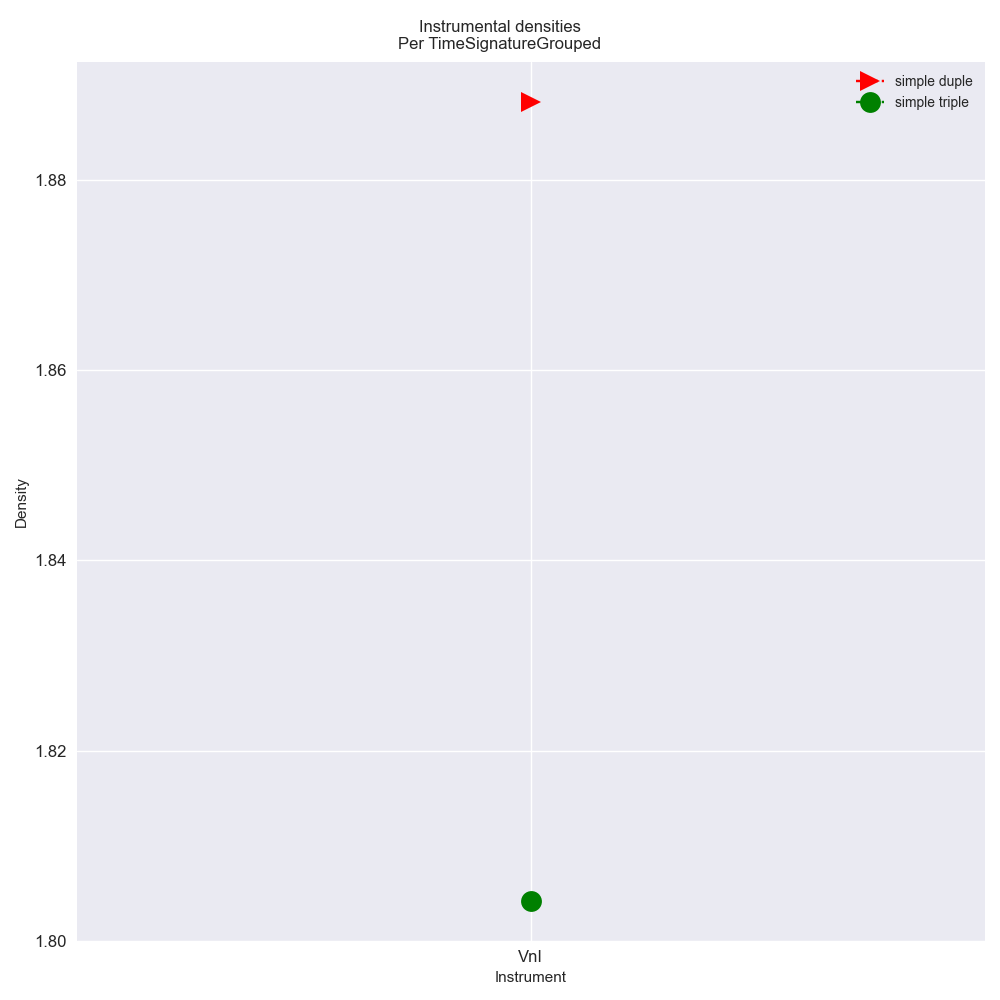 Instrumental densities
Per TimeSignatureGrouped
simple duple
simple triple
1.88
1.86
1.84
1.82
1.80
Density
VnI
Instrument